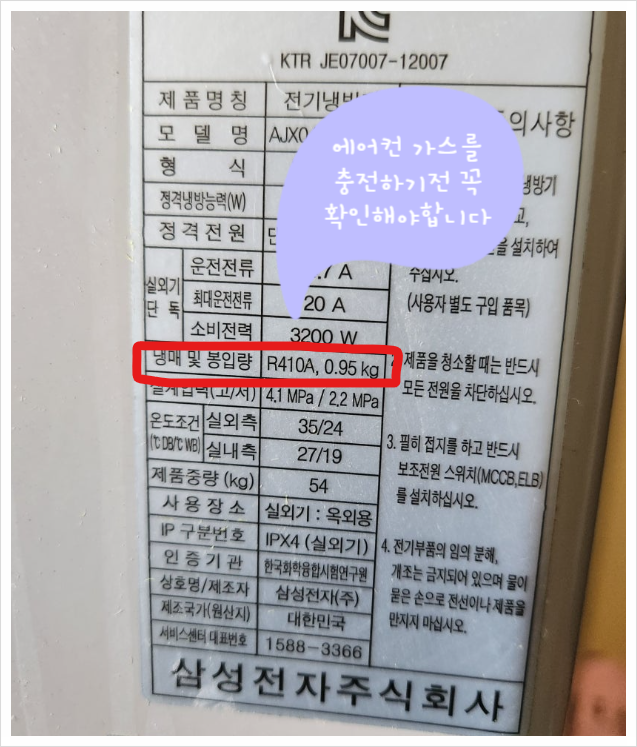 KTR JE07007-12007
제품명칭 전기냉방
모델명 AJX0
형식
정격냉방능력(W)
정격전원
에어컨 가스를
충전하기전 꼭
확인해야합니다
실외기 단독
운전전류 .7 A
최대운전전류 20 A
소비전력 3200 W
냉매 및 봉입량 R410A, 0.95 kg
설계압력(고/저) 4.1 MPa / 2.2 MPa
온도조건 (℃ DB/℃ WB)
실외측 35/24
실내측 27/19
제품중량 (kg) 54
사용장소 실외기 : 옥외용
IP 구분번호 IPX4 (실외기)
인증기관 한국화학융합시험연구원
상호명/제조자 삼성전자(주)
제조국가(원산지) 대한민국
서비스센터 대표번호 1588-3366
의사항
냉방기
고,
을 설치하여
주십시오.
(사용자 별도 구입 품목)
제품을 청소할 때는 반드시
모든 전원을 차단하십시오.
3. 필히 접지를 하고 반드시
보조전원 스위치(MCCB,ELB)
를 설치하십시오.
4. 전기부품의 임의 분해,
개조는 금지되어 있으며 물이
묻은 손으로 전선이나 제품을
만지지 마십시오.
삼성전자주식회사